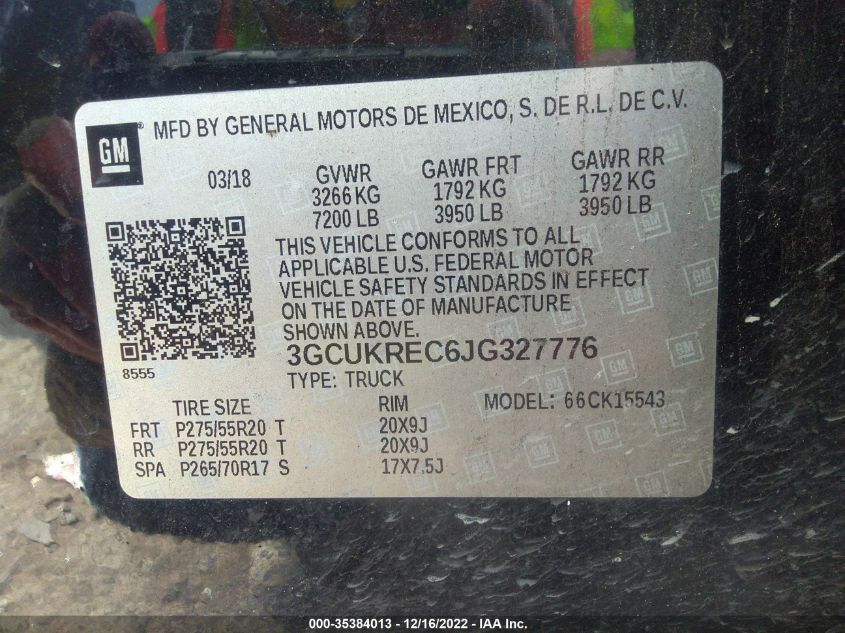 GM ® MFD BY GENERAL MOTORS DE MEXICO, S. DE R.L. DE C.V.
03/18 GVWR GAWR FRT GAWR RR
3266 KG 1792 KG 1792 KG
7200 LB 3950 LB 3950 LB
THIS VEHICLE CONFORMS TO ALL
APPLICABLE U.S. FEDERAL MOTOR
VEHICLE SAFETY STANDARDS IN EFFECT
ON THE DATE OF MANUFACTURE
SHOWN ABOVE.
8555 3GCUKREC6JG327776
TYPE: TRUCK
TIRE SIZE RIM MODEL: 66CK15543
FRT P275/55R20 T 20X9J
RR P275/55R20 T 20X9J
SPA P265/70R17 S 17X7.5J
000-35384013 - 12/16/2022 - IAA Inc.